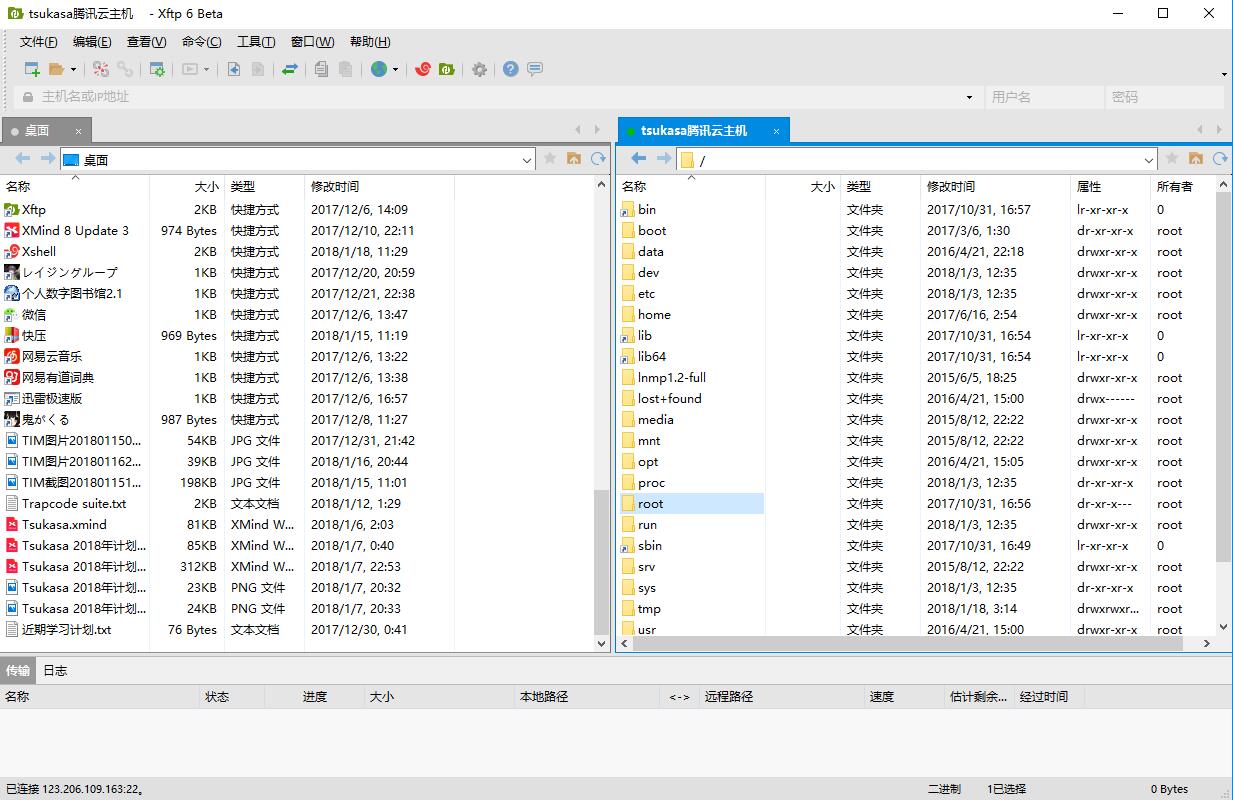 tsukasa腾讯云主机 - Xftp 6 Beta
文件(F) 编辑(E) 查看(V) 命令(C) 工具(T) 窗口(W) 帮助(H)
主机名或IP地址 用户名 密码
桌面 × tsukasa腾讯云主机 ×
桌面 /
名称 大小 类型 修改时间 名称 大小 类型 修改时间 属性 所有者
Xftp 2KB 快捷方式 2017/12/6, 14:09 bin 文件夹 2017/10/31, 16:57 lr-xr-xr-x 0
XMind 8 Update 3 974 Bytes 快捷方式 2017/12/10, 22:11 boot 文件夹 2017/3/6, 1:30 dr-xr-xr-x root
Xshell 2KB 快捷方式 2018/1/18, 11:29 data 文件夹 2016/4/21, 22:18 drwxr-xr-x root
レイジングループ 1KB 快捷方式 2017/12/20, 20:59 dev 文件夹 2018/1/3, 12:35 drwxr-xr-x root
个人数字图书馆2.1 1KB 快捷方式 2017/12/21, 22:38 etc 文件夹 2018/1/3, 12:35 drwxr-xr-x root
微信 1KB 快捷方式 2017/12/6, 13:47 home 文件夹 2017/6/16, 2:54 drwxr-xr-x root
快压 969 Bytes 快捷方式 2018/1/15, 11:19 lib 文件夹 2017/10/31, 16:54 lr-xr-xr-x 0
网易云音乐 1KB 快捷方式 2017/12/6, 13:22 lib64 文件夹 2017/10/31, 16:54 lr-xr-xr-x 0
网易有道词典 1KB 快捷方式 2017/12/6, 13:38 lnmp1.2-full 文件夹 2015/6/5, 18:25 drwxr-xr-x root
迅雷极速版 1KB 快捷方式 2017/12/6, 16:57 lost+found 文件夹 2016/4/21, 15:00 drwx------ root
鬼がくる 987 Bytes 快捷方式 2017/12/8, 11:27 media 文件夹 2015/8/12, 22:22 drwxr-xr-x root
TIM图片201801150... 54KB JPG 文件 2017/12/31, 21:42 mnt 文件夹 2015/8/12, 22:22 drwxr-xr-x root
TIM图片201801162... 39KB JPG 文件 2018/1/16, 20:44 opt 文件夹 2016/4/21, 15:05 drwxr-xr-x root
TIM截图201801151... 198KB JPG 文件 2018/1/15, 11:01 proc 文件夹 2018/1/3, 12:35 dr-xr-xr-x root
Trapcode suite.txt 2KB 文本文档 2018/1/12, 1:29 root 文件夹 2017/10/31, 16:56 dr-xr-x--- root
Tsukasa.xmind 81KB XMind W... 2018/1/6, 2:03 run 文件夹 2018/1/3, 12:35 drwxr-xr-x root
Tsukasa 2018年计划... 85KB XMind W... 2018/1/7, 0:40 sbin 文件夹 2017/10/31, 16:49 lr-xr-xr-x 0
Tsukasa 2018年计划... 312KB XMind W... 2018/1/7, 22:53 srv 文件夹 2015/8/12, 22:22 drwxr-xr-x root
Tsukasa 2018年计划... 23KB PNG 文件 2018/1/7, 20:32 sys 文件夹 2018/1/3, 12:35 dr-xr-xr-x root
Tsukasa 2018年计划... 24KB PNG 文件 2018/1/7, 20:33 tmp 文件夹 2018/1/18, 3:14 drwxrwxr... root
近期学习计划.txt 76 Bytes 文本文档 2017/12/30, 0:41 usr 文件夹 2016/4/21, 15:00 drwxr-xr-x root
传输 日志
名称 状态 进度 大小 本地路径 <-> 远程路径 速度 估计剩余... 经过时间
已连接 123.206.109.163:22。 二进制 1已选择 0 Bytes